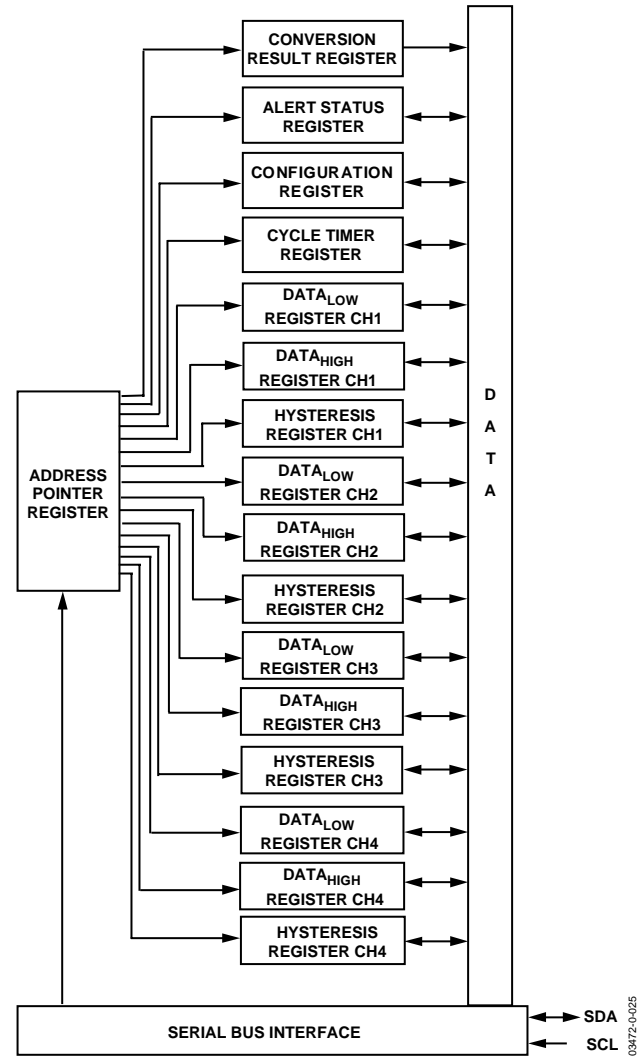 CONVERSION
RESULT REGISTER
ALERT STATUS
REGISTER
CONFIGURATION
REGISTER
CYCLE TIMER
REGISTER
DATALOW
REGISTER CH1
DATAHIGH
REGISTER CH1
HYSTERESIS
REGISTER CH1
DATALOW
REGISTER CH2
DATAHIGH
REGISTER CH2
HYSTERESIS
REGISTER CH2
DATALOW
REGISTER CH3
DATAHIGH
REGISTER CH3
HYSTERESIS
REGISTER CH3
DATALOW
REGISTER CH4
DATAHIGH
REGISTER CH4
HYSTERESIS
REGISTER CH4
ADDRESS
POINTER
REGISTER
D
A
T
A
SERIAL BUS INTERFACE
SDA
SCL
03472-0-025